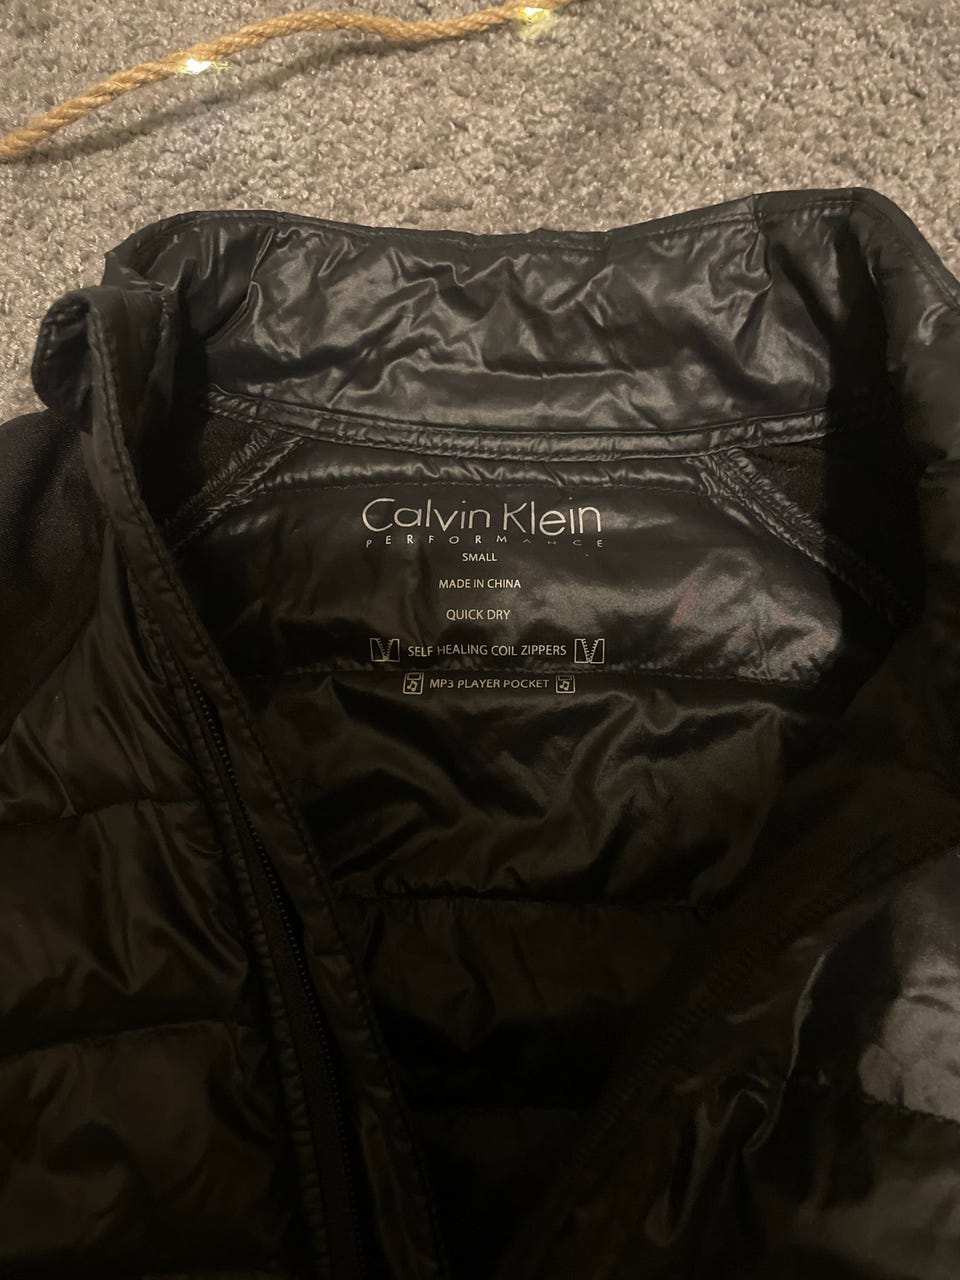 Calvin Klein
PERFORMANCE
SMALL
MADE IN CHINA
QUICK DRY
SELF HEALING COIL ZIPPERS
MP3 PLAYER POCKET